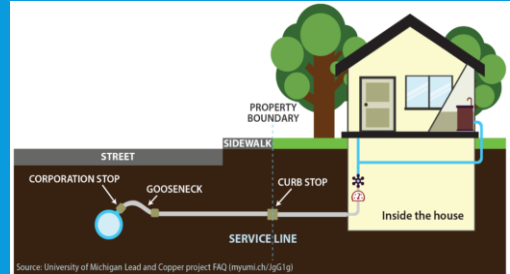 PROPERTY
BOUNDARY
SIDEWALK
STREET
CORPORATION STOP
GOOSENECK
CURB STOP
Inside the house
SERVICE LINE
Source: University of Michigan Lead and Copper project FAQ (myumi.ch/JgG1g)